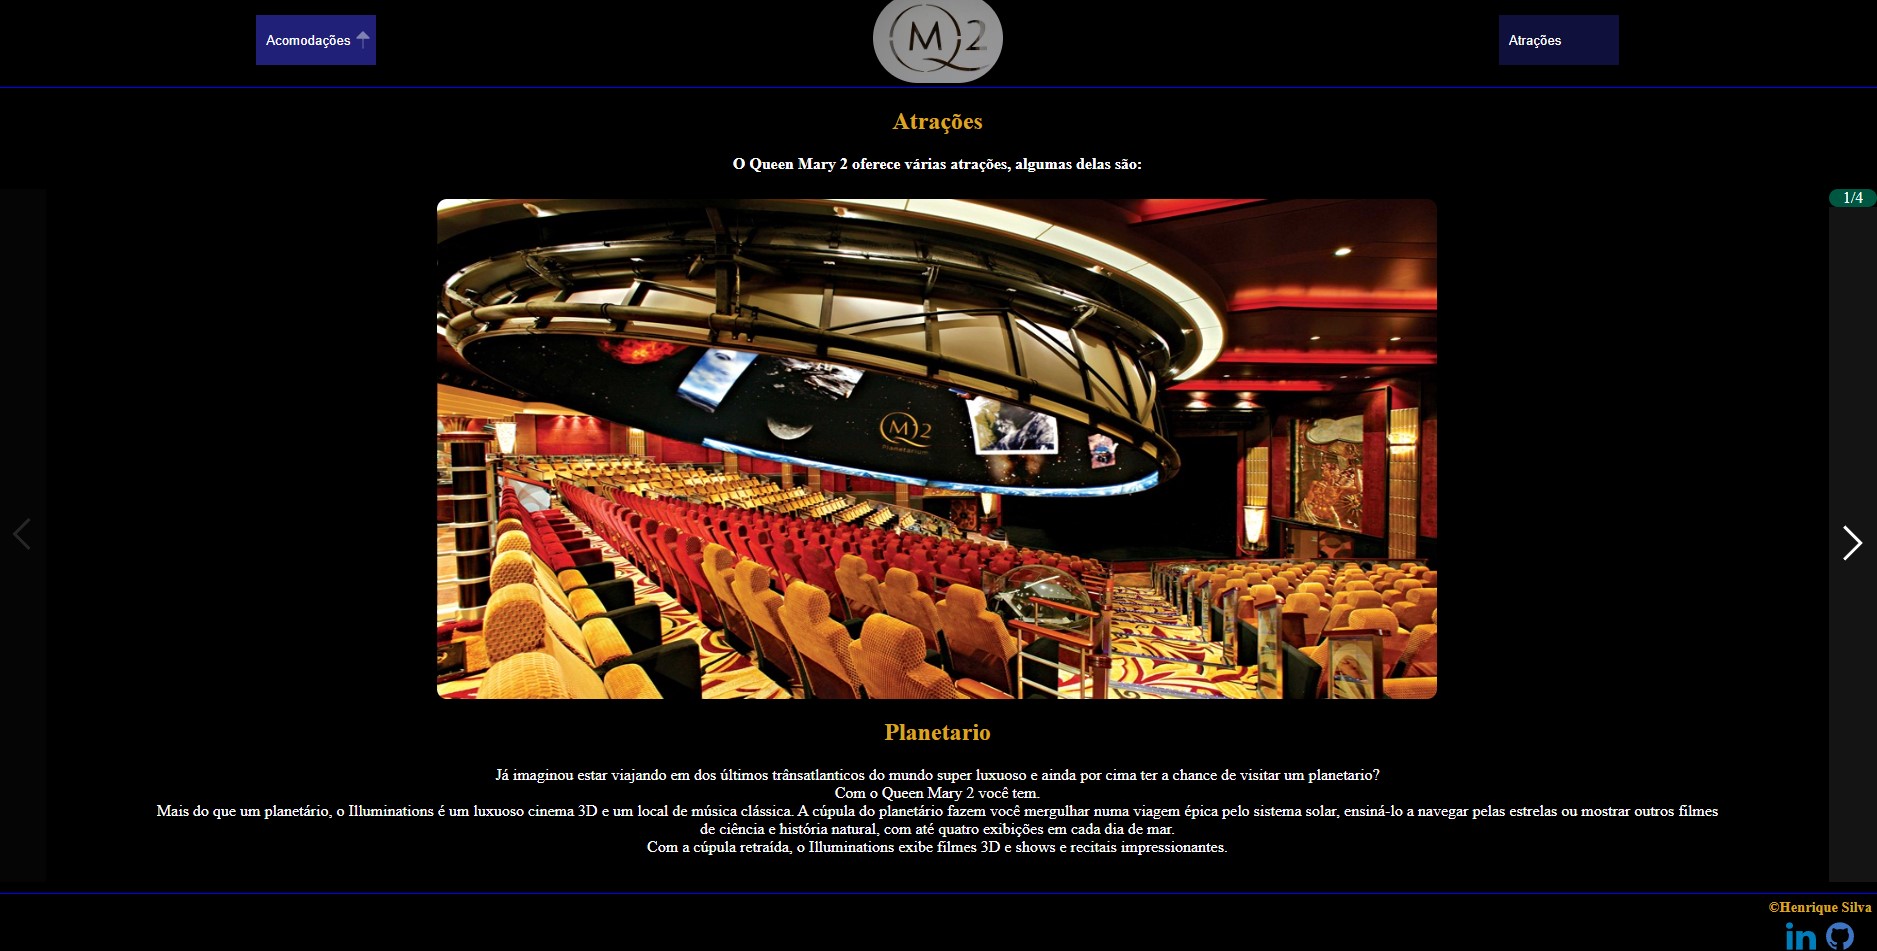 Acomodações
M2
Atrações
Atrações
O Queen Mary 2 oferece várias atrações, algumas delas são:
1/4
QM2
Planetarium
Planetario
Já imaginou estar viajando em dos últimos trânsatlanticos do mundo super luxuoso e ainda por cima ter a chance de visitar um planetario?
Com o Queen Mary 2 você tem.
Mais do que um planetário, o Illuminations é um luxuoso cinema 3D e um local de música clássica. A cúpula do planetário fazem você mergulhar numa viagem épica pelo sistema solar, ensiná-lo a navegar pelas estrelas ou mostrar outros filmes
de ciência e história natural, com até quatro exibições em cada dia de mar.
Com a cúpula retraída, o Illuminations exibe filmes 3D e shows e recitais impressionantes.
©Henrique Silva
in